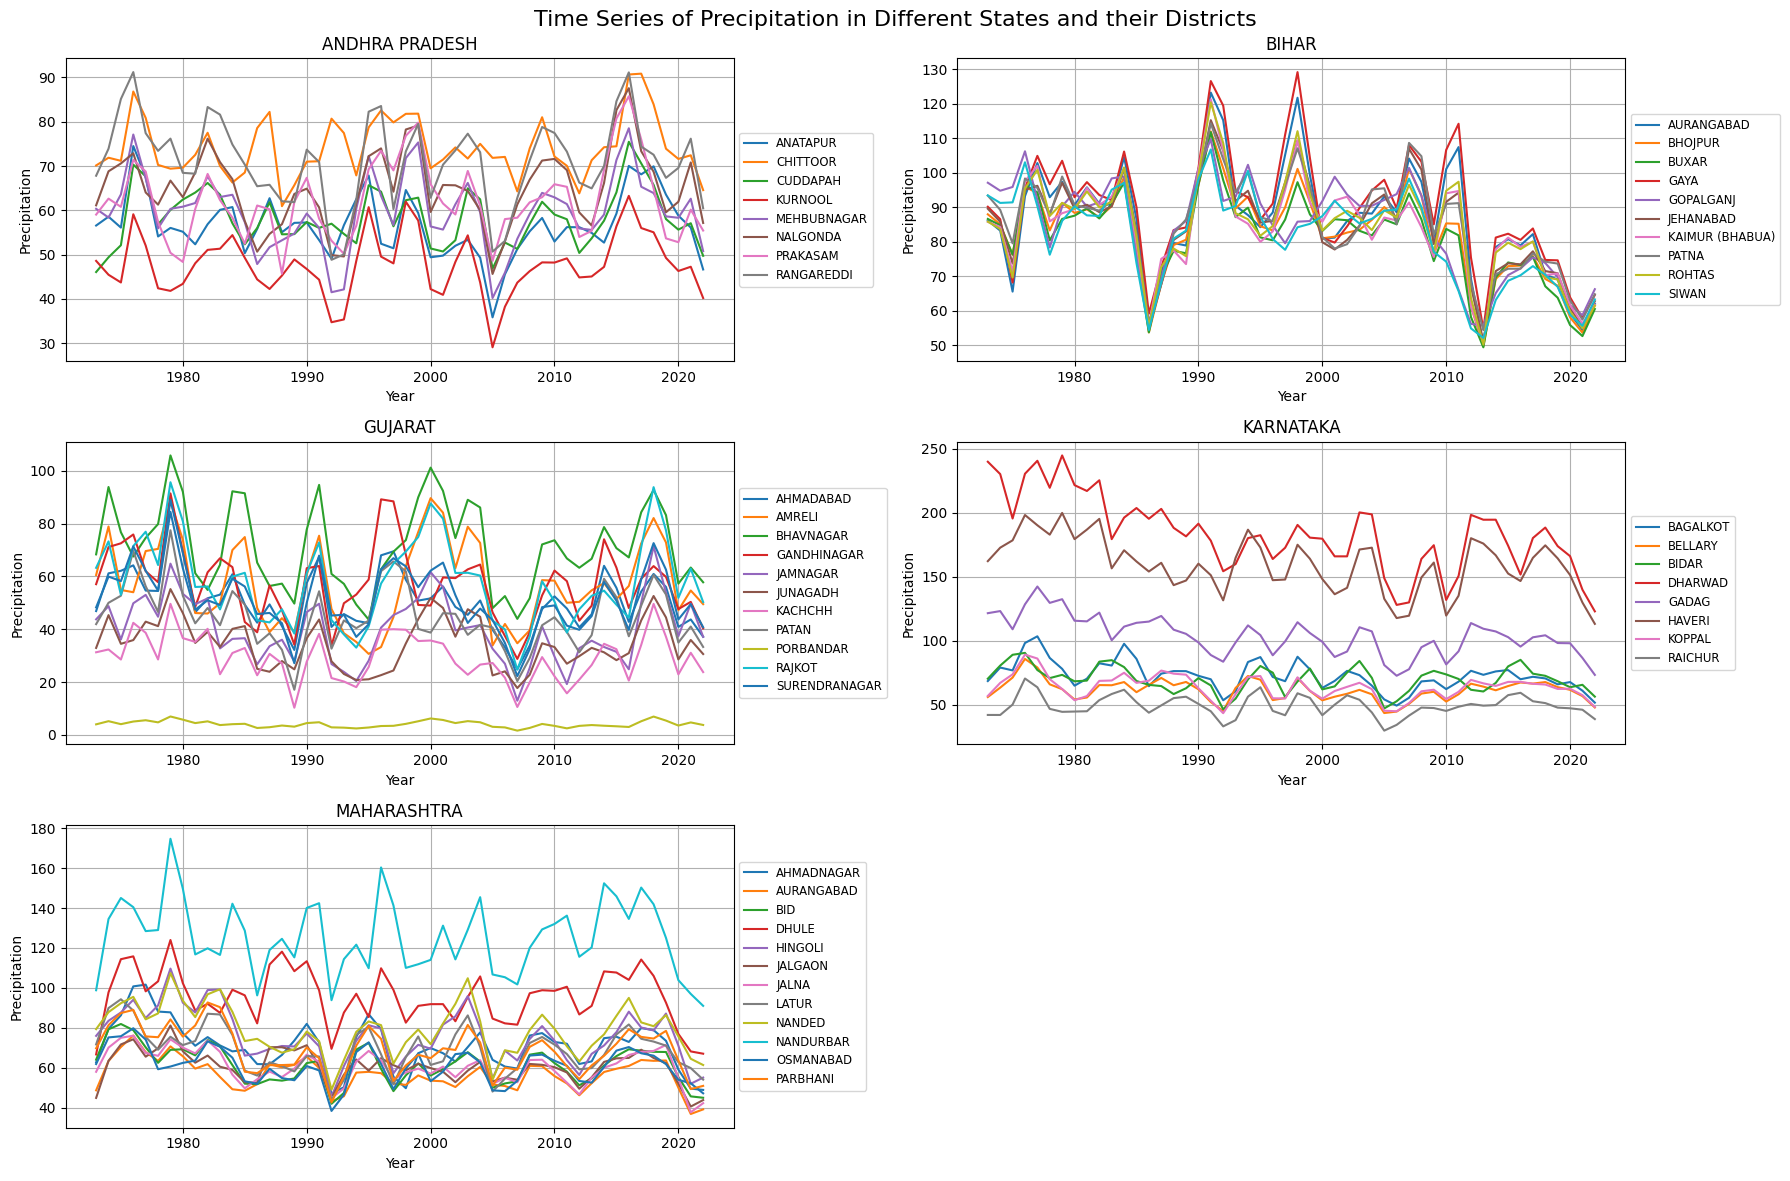 Time Series of Precipitation in Different States and their Districts
ANDHRA PRADESH
Precipitation
90
80
70
60
50
40
30
1980 1990 2000 2010 2020
Year
ANATAPUR
CHITTOOR
CUDDAPAH
KURNOOL
MEHBUBNAGAR
NALGONDA
PRAKASAM
RANGAREDDI
BIHAR
Precipitation
130
120
110
100
90
80
70
60
50
1980 1990 2000 2010 2020
Year
AURANGABAD
BHOJPUR
BUXAR
GAYA
GOPALGANJ
JEHANABAD
KAIMUR (BHABUA)
PATNA
ROHTAS
SIWAN
GUJARAT
Precipitation
100
80
60
40
20
0
1980 1990 2000 2010 2020
Year
AHMADABAD
AMRELI
BHAVNAGAR
GANDHINAGAR
JAMNAGAR
JUNAGADH
KACHCHH
PATAN
PORBANDAR
RAJKOT
SURENDRANAGAR
KARNATAKA
Precipitation
250
200
150
100
50
1980 1990 2000 2010 2020
Year
BAGALKOT
BELLARY
BIDAR
DHARWAD
GADAG
HAVERI
KOPPAL
RAICHUR
MAHARASHTRA
Precipitation
180
160
140
120
100
80
60
40
1980 1990 2000 2010 2020
Year
AHMADNAGAR
AURANGABAD
BID
DHULE
HINGOLI
JALGAON
JALNA
LATUR
NANDED
NANDURBAR
OSMANABAD
PARBHANI